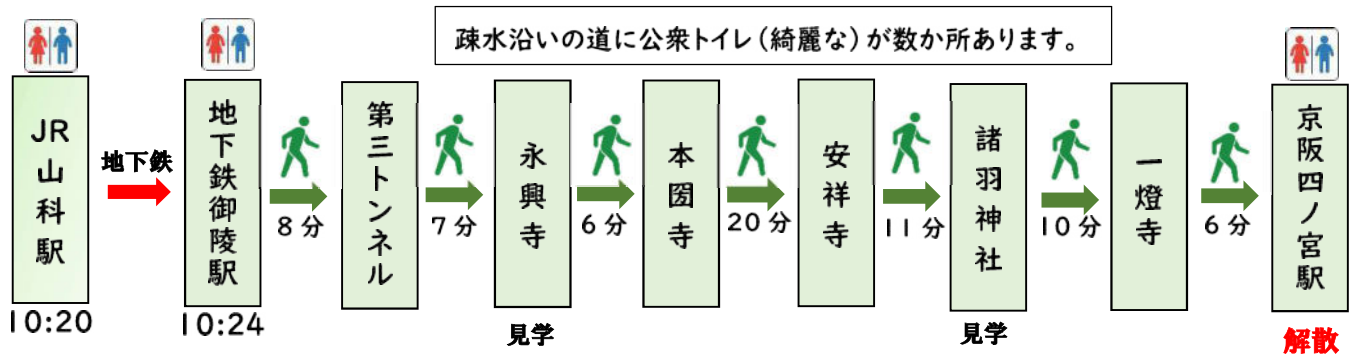 疎水沿いの道に公衆トイレ（綺麗な）が数か所あります。
JR山科駅
10:20
地下鉄
地下鉄御陵駅
10:24
8分
第三トンネル
7分
永興寺
見学
6分
本圀寺
20分
安祥寺
11分
諸羽神社
見学
10分
一燈寺
6分
京阪四ノ宮駅
解散